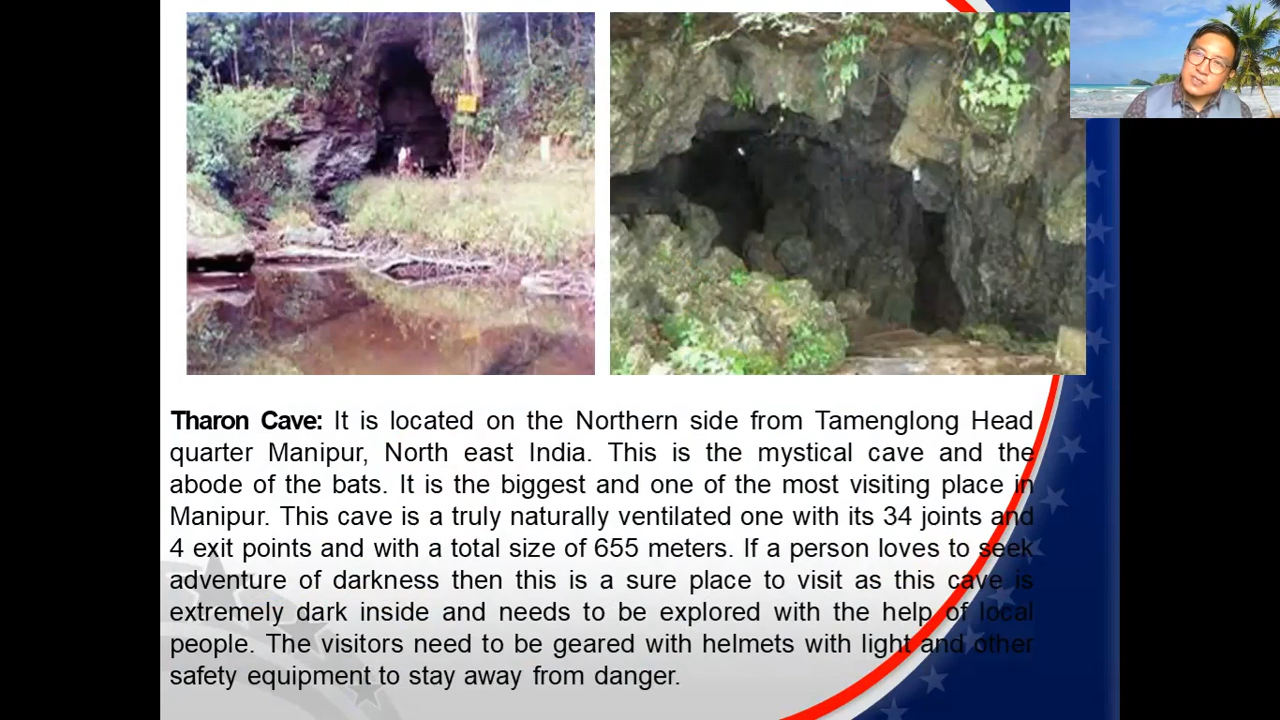 Tharon Cave: It is located on the Northern side from Tamenglong Head
quarter Manipur, North east India. This is the mystical cave and the
abode of the bats. It is the biggest and one of the most visiting place in
Manipur. This cave is a truly naturally ventilated one with its 34 joints and
4 exit points and with a total size of 655 meters. If a person loves to seek
adventure of darkness then this is a sure place to visit as this cave is
extremely dark inside and needs to be explored with the help of local
people. The visitors need to be geared with helmets with light and other
safety equipment to stay away from danger.